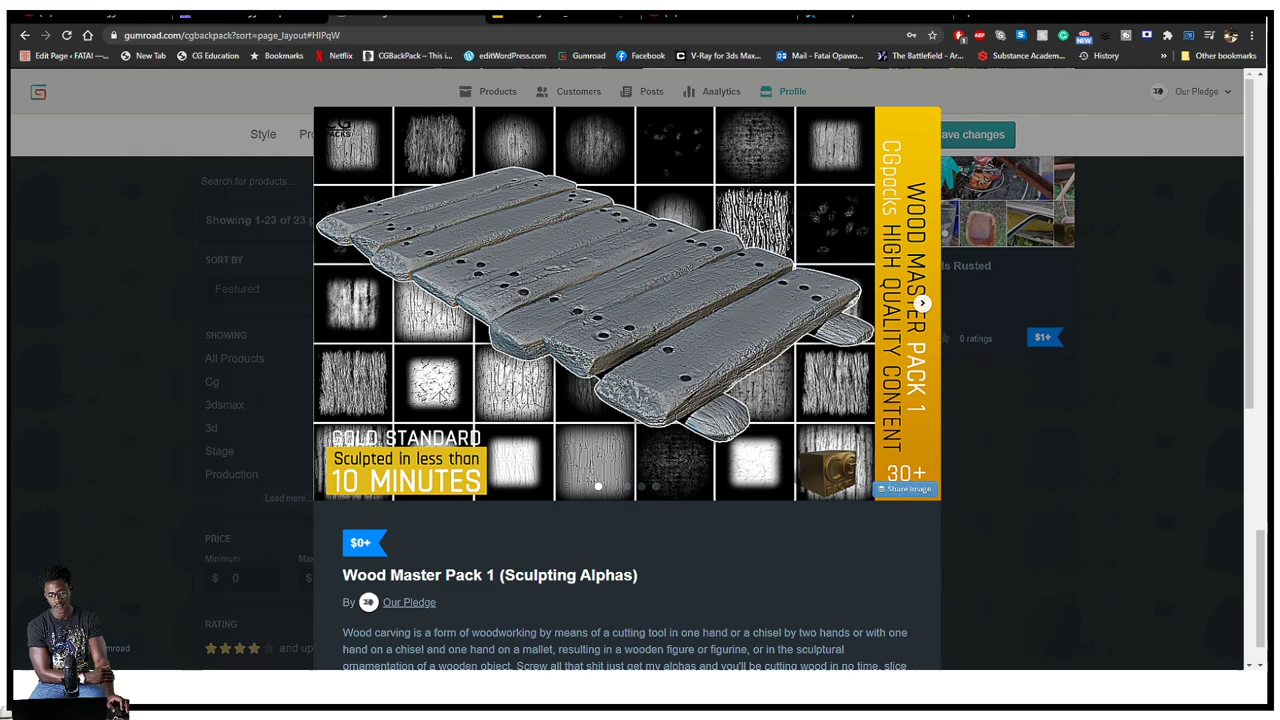 gumroad.com/cgbackpack?sort=page_layout#HIPqW
Edit Page ‹ FATAI —... New Tab CG Education Bookmarks Netflix CGBackPack – This i... editWordPress.com Gumroad Facebook V-Ray for 3ds Max... Mail - Fatai Opawo... The Battlefield - Ar... Substance Academ... History » Other bookmarks
NEW
Products Customers Posts Analytics Profile Our Pledge
Style Pr
ave changes
Search for products...
Showing 1-23 of 23 p
SORT BY
Featured
SHOWING
All Products
Cg
3dsmax
3d
Stage
Production
Load more...
PRICE
Minimum Max
$ 0 $
RATING
and up
mroad
ls Rusted
0 ratings
$1+
WOOD MASTER PACK 1
CGpacks HIGH QUALITY CONTENT
30+
Share Image
GOLD STANDARD
Sculpted in less than
10 MINUTES
CG
$0+
Wood Master Pack 1 (Sculpting Alphas)
By Our Pledge
Wood carving is a form of woodworking by means of a cutting tool in one hand or a chisel by two hands or with one
hand on a chisel and one hand on a mallet, resulting in a wooden figure or figurine, or in the sculptural
ornamentation of a wooden object. Screw all that shit just get my alphas and you'll be cutting wood in no time, slice